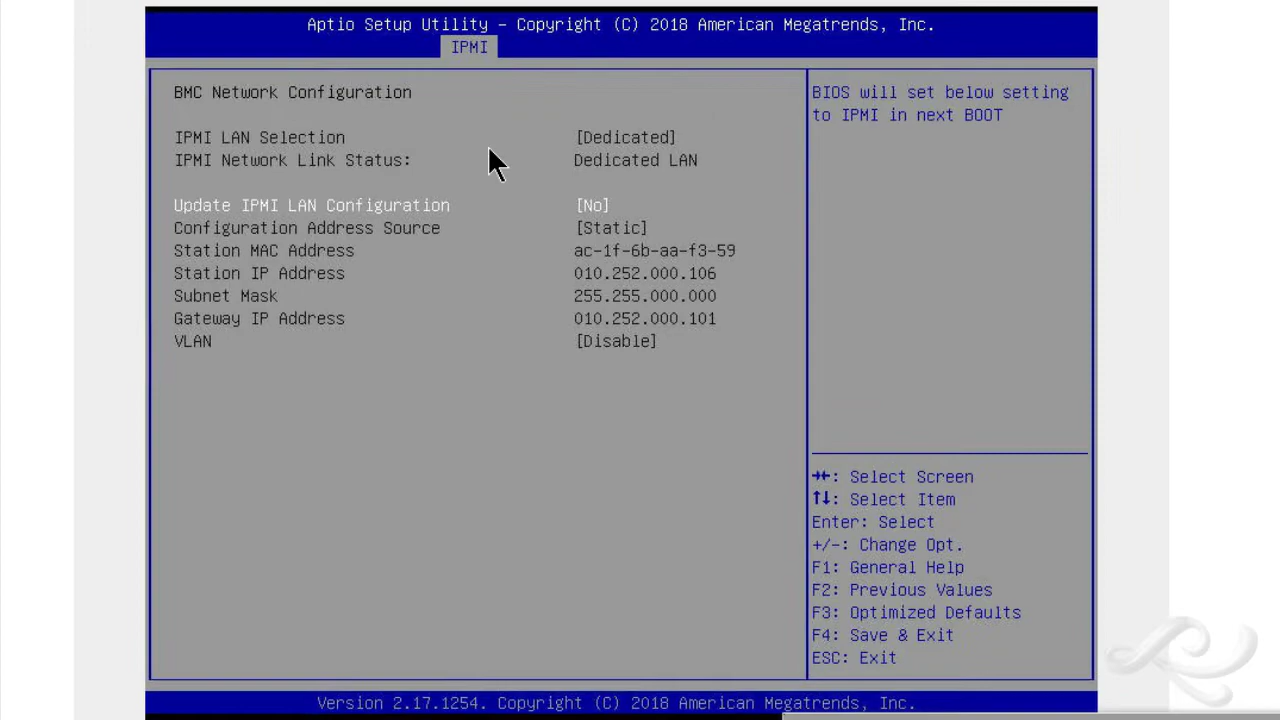 Aptio Setup Utility – Copyright (C) 2018 American Megatrends, Inc.
IPMI
BMC Network Configuration
IPMI LAN Selection [Dedicated]
IPMI Network Link Status: Dedicated LAN
Update IPMI LAN Configuration [No]
Configuration Address Source [Static]
Station MAC Address ac-1f-6b-aa-f3-59
Station IP Address 010.252.000.106
Subnet Mask 255.255.000.000
Gateway IP Address 010.252.000.101
VLAN [Disable]
BIOS will set below setting
to IPMI in next BOOT
→←: Select Screen
↑↓: Select Item
Enter: Select
+/-: Change Opt.
F1: General Help
F2: Previous Values
F3: Optimized Defaults
F4: Save & Exit
ESC: Exit
Version 2.17.1254. Copyright (C) 2018 American Megatrends, Inc.